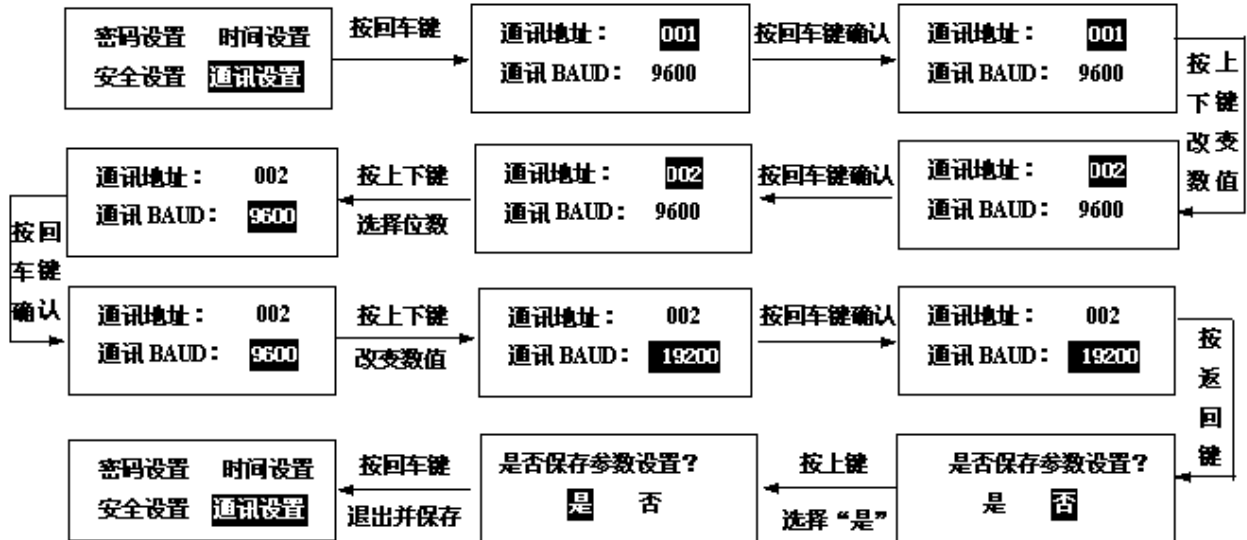 密码设置 时间设置
安全设置 通讯设置
按回车键
通讯地址： 001
通讯 BAUD： 9600
按回车键确认
通讯地址： 001
通讯 BAUD： 9600
按上
下键
改变
数值
通讯地址： 002
通讯 BAUD： 9600
按回车键确认
通讯地址： 002
通讯 BAUD： 9600
按上下键
选择位数
通讯地址： 002
通讯 BAUD： 9600
按回
车键
确认
通讯地址： 002
通讯 BAUD： 9600
按上下键
改变数值
通讯地址： 002
通讯 BAUD： 19200
按回车键确认
通讯地址： 002
通讯 BAUD： 19200
按
返
回
键
是否保存参数设置？
是 否
按上键
选择“是”
是否保存参数设置？
是 否
按回车键
退出并保存
密码设置 时间设置
安全设置 通讯设置